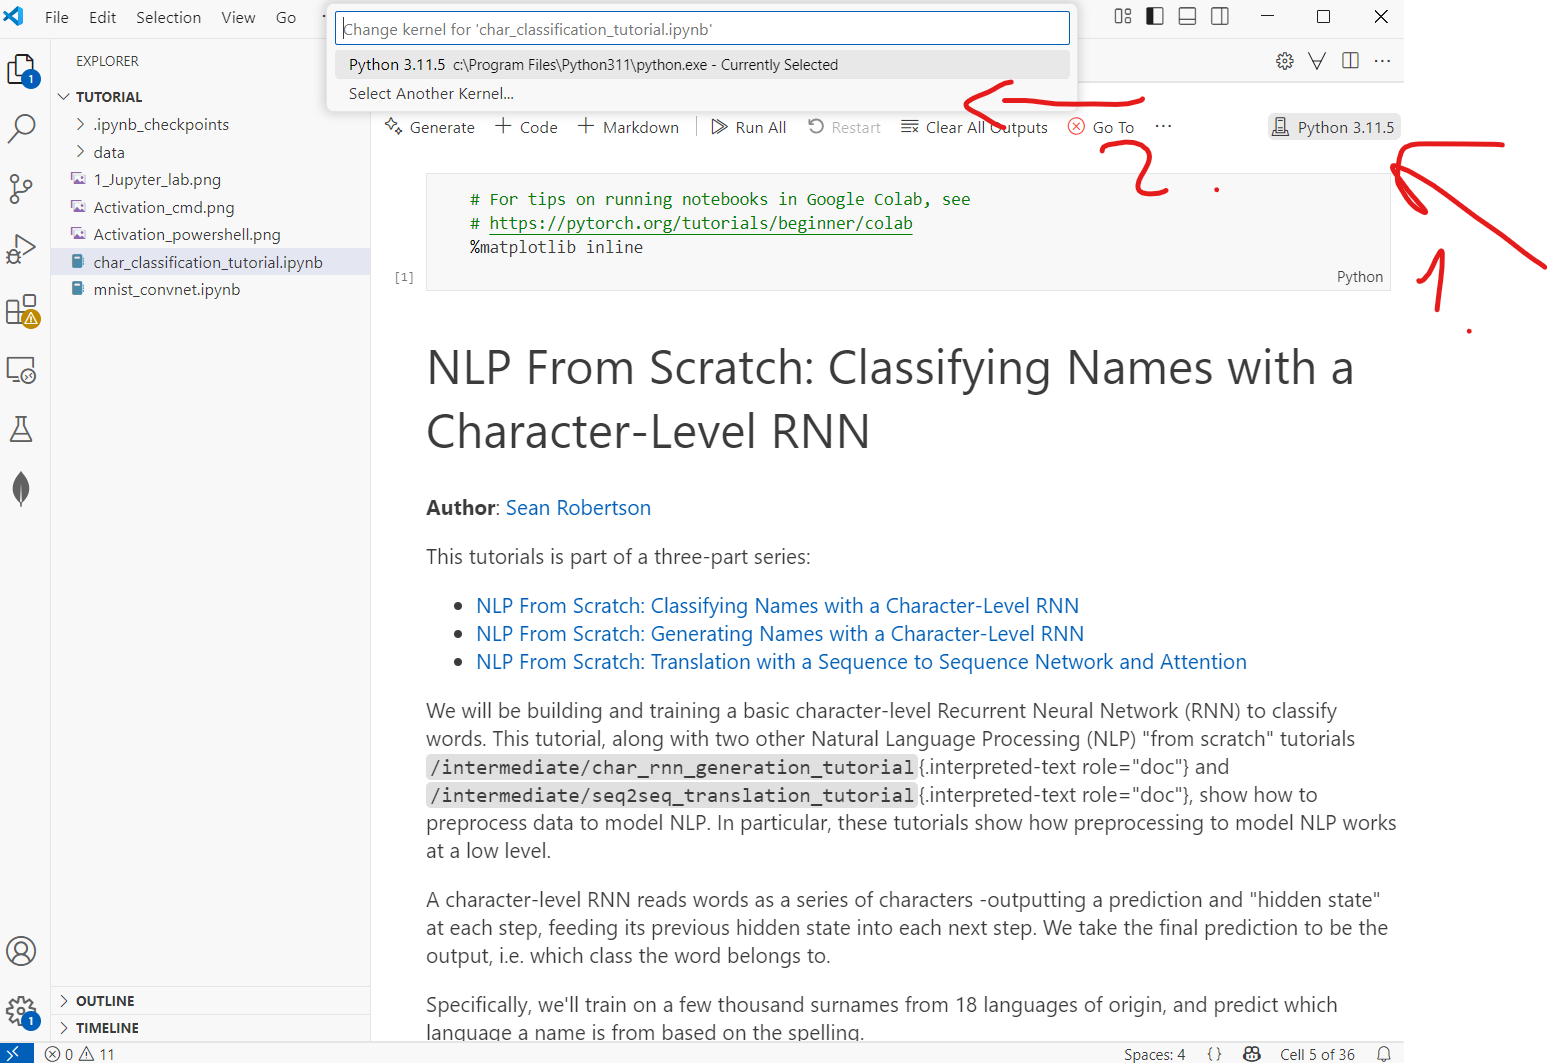 File Edit Selection View Go
Change kernel for 'char_classification_tutorial.ipynb'
Python 3.11.5 c:\Program Files\Python311\python.exe - Currently Selected
Select Another Kernel...
EXPLORER
TUTORIAL
.ipynb_checkpoints
data
1_Jupyter_lab.png
Activation_cmd.png
Activation_powershell.png
char_classification_tutorial.ipynb
mnist_convnet.ipynb
OUTLINE
TIMELINE
1
1
Generate + Code + Markdown Run All Restart Clear All Outputs Go To ... Python 3.11.5
2.
1.
# For tips on running notebooks in Google Colab, see
# https://pytorch.org/tutorials/beginner/colab
%matplotlib inline
[1]
Python
NLP From Scratch: Classifying Names with a
Character-Level RNN
Author: Sean Robertson
This tutorials is part of a three-part series:
• NLP From Scratch: Classifying Names with a Character-Level RNN
• NLP From Scratch: Generating Names with a Character-Level RNN
• NLP From Scratch: Translation with a Sequence to Sequence Network and Attention
We will be building and training a basic character-level Recurrent Neural Network (RNN) to classify
words. This tutorial, along with two other Natural Language Processing (NLP) "from scratch" tutorials
/intermediate/char_rnn_generation_tutorial{.interpreted-text role="doc"} and
/intermediate/seq2seq_translation_tutorial{.interpreted-text role="doc"}, show how to
preprocess data to model NLP. In particular, these tutorials show how preprocessing to model NLP works
at a low level.
A character-level RNN reads words as a series of characters -outputting a prediction and "hidden state"
at each step, feeding its previous hidden state into each next step. We take the final prediction to be the
output, i.e. which class the word belongs to.
Specifically, we'll train on a few thousand surnames from 18 languages of origin, and predict which
language a name is from based on the spelling.
0 11
Spaces: 4 {} Cell 5 of 36